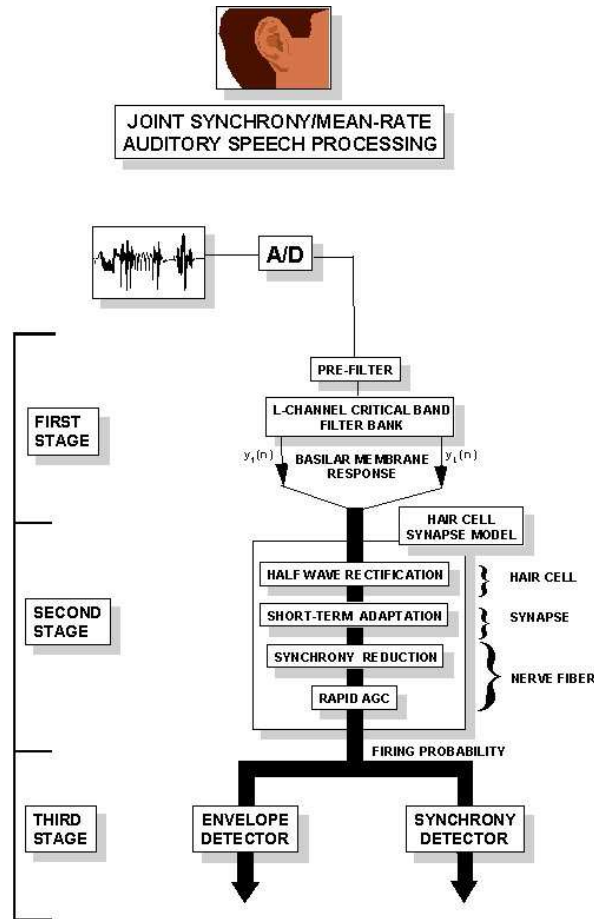 JOINT SYNCHRONY/MEAN-RATE
AUDITORY SPEECH PROCESSING
A/D
PRE-FILTER
FIRST
STAGE
L-CHANNEL CRITICAL BAND
FILTER BANK
y₁(n)
BASILAR MEMBRANE
RESPONSE
y_L(n)
HAIR CELL
SYNAPSE MODEL
SECOND
STAGE
HALF WAVE RECTIFICATION
HAIR CELL
SHORT-TERM ADAPTATION
SYNAPSE
SYNCHRONY REDUCTION
NERVE FIBER
RAPID AGC
FIRING PROBABILITY
THIRD
STAGE
ENVELOPE
DETECTOR
SYNCHRONY
DETECTOR